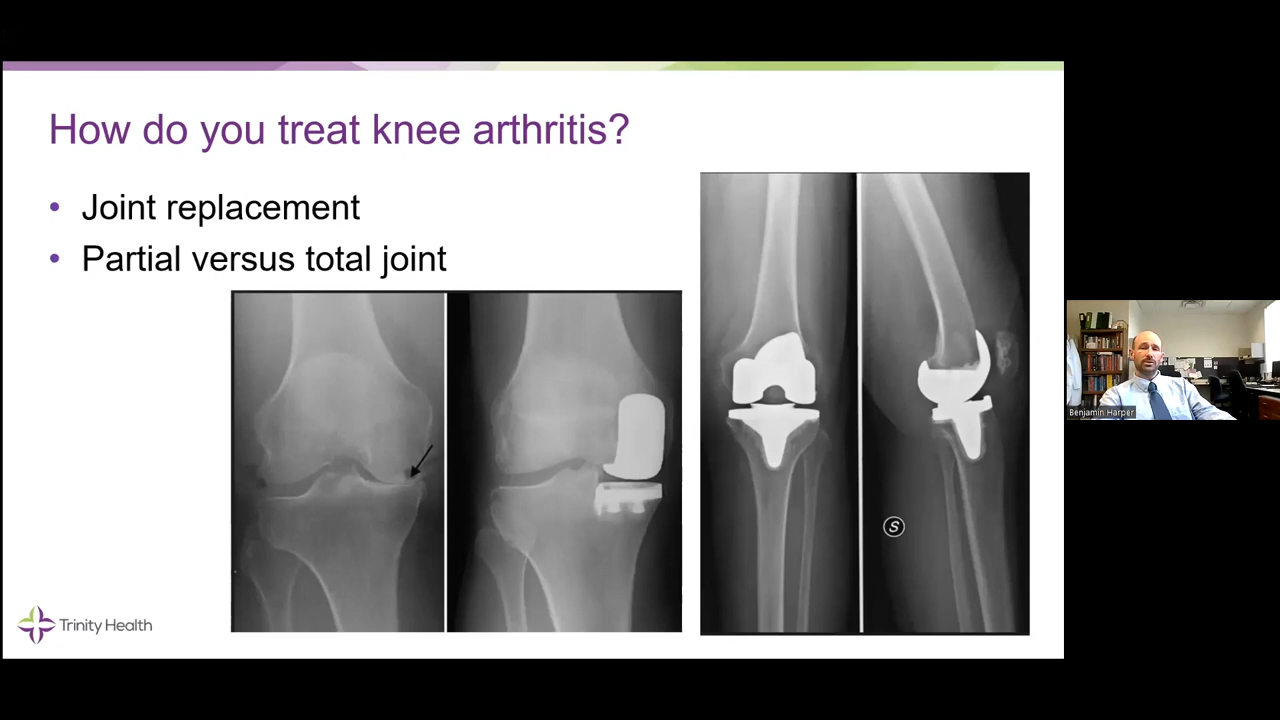 How do you treat knee arthritis?
• Joint replacement
• Partial versus total joint
S
Trinity Health
Benjamin Harper